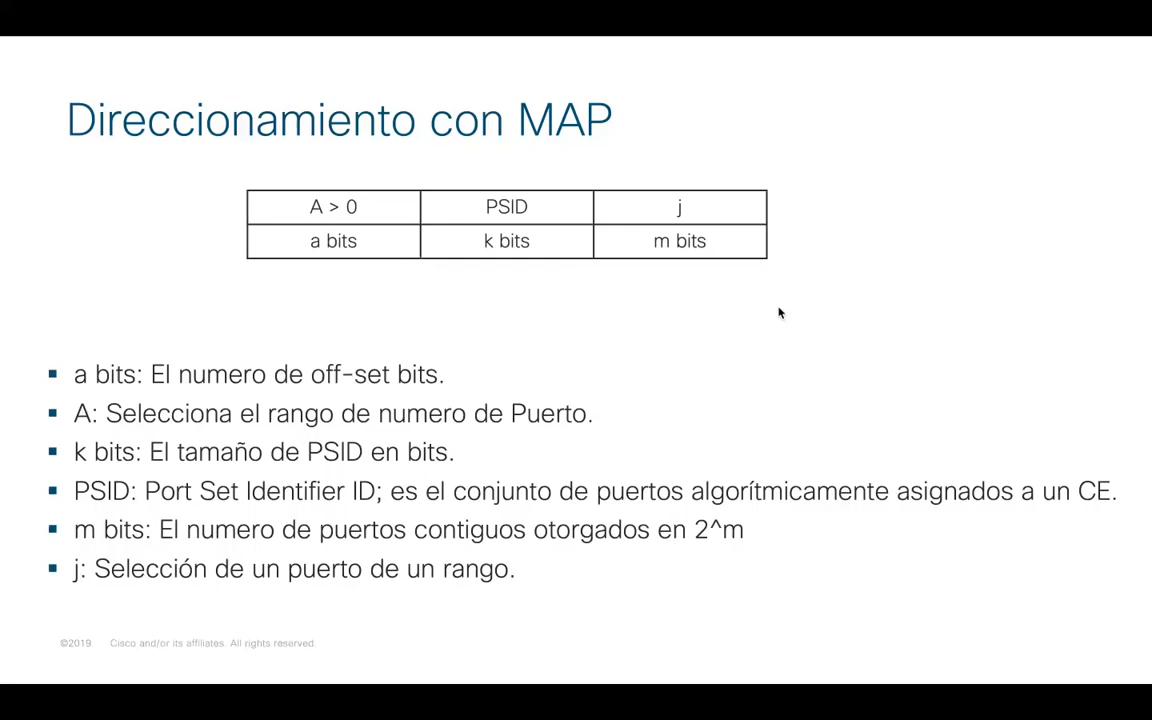 Direccionamiento con MAP
A > 0 PSID j
a bits k bits m bits
▪ a bits: El numero de off-set bits.
▪ A: Selecciona el rango de numero de Puerto.
▪ k bits: El tamaño de PSID en bits.
▪ PSID: Port Set Identifier ID; es el conjunto de puertos algorítmicamente asignados a un CE.
▪ m bits: El numero de puertos contiguos otorgados en 2^m
▪ j: Selección de un puerto de un rango.
©2019 Cisco and/or its affiliates. All rights reserved.